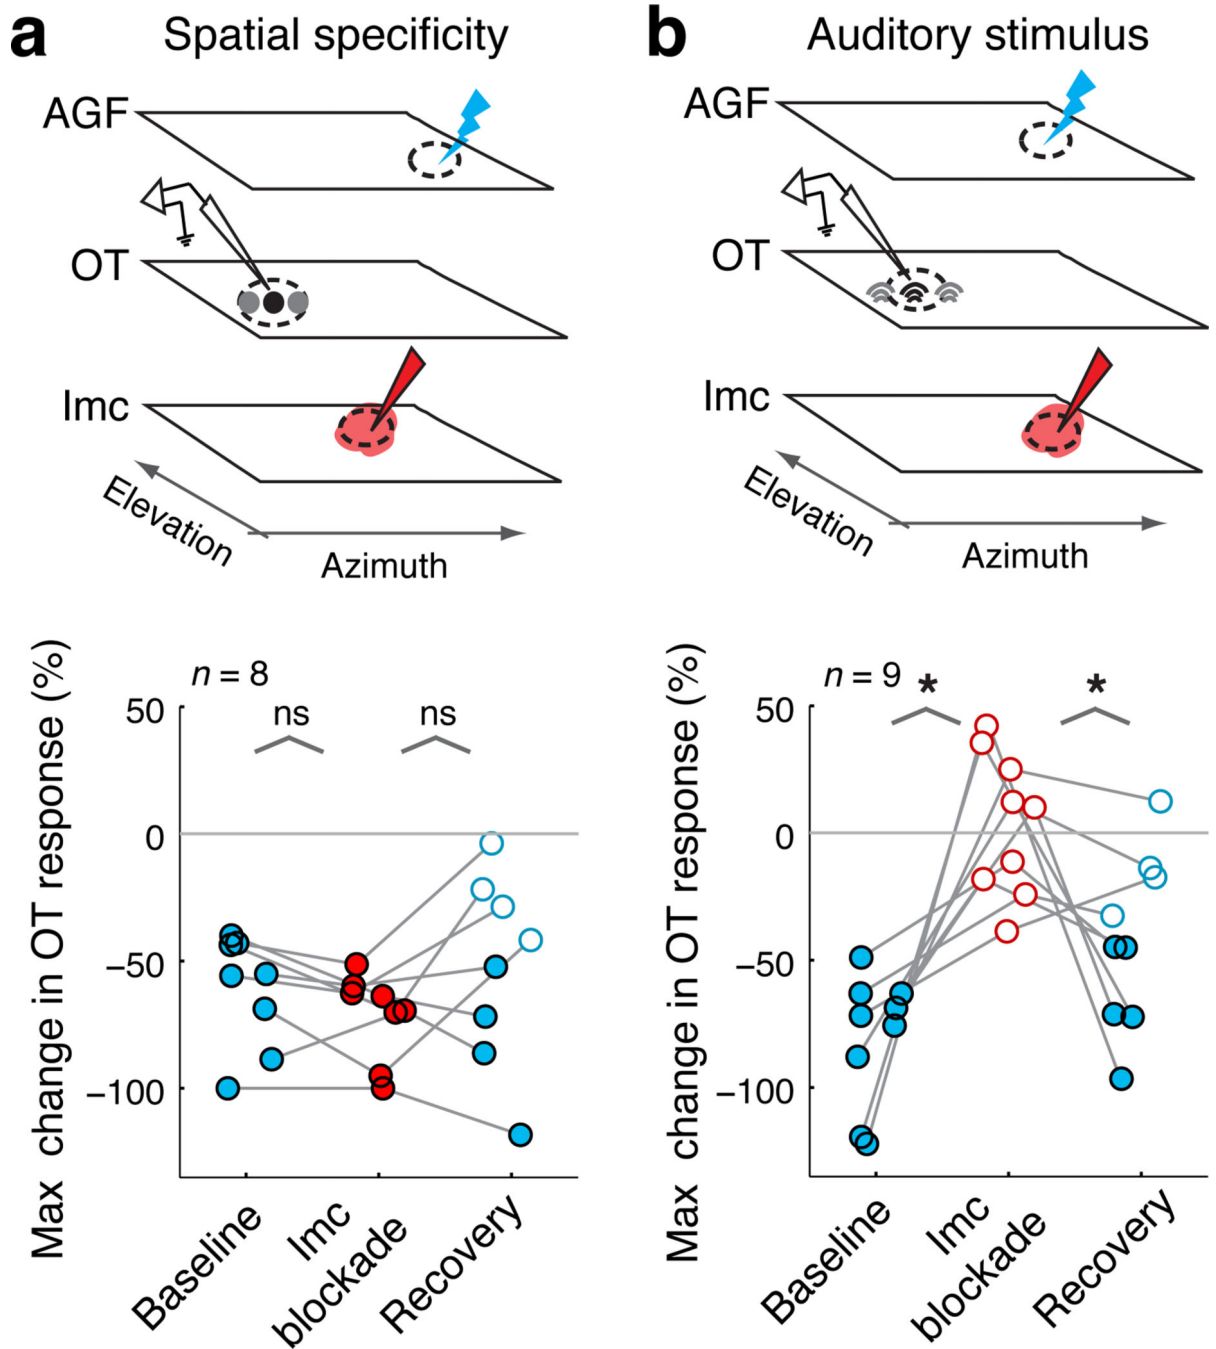 a Spatial specificity
AGF
OT
Imc
Elevation
Azimuth
Max change in OT response (%)
n = 8
ns ns
50
0
−50
−100
Baseline
Imc
blockade
Recovery
b Auditory stimulus
AGF
OT
Imc
Elevation
Azimuth
Max change in OT response (%)
n = 9
* *
50
0
−50
−100
Baseline
Imc
blockade
Recovery